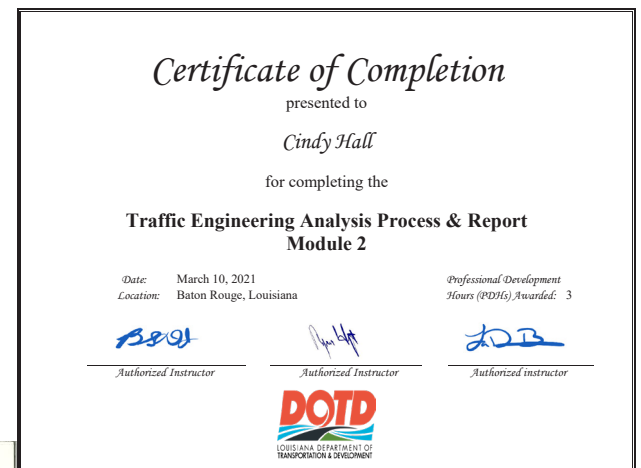 Certificate of Completion
presented to
Cindy Hall
for completing the
Traffic Engineering Analysis Process & Report
Module 2
Date: March 10, 2021
Location: Baton Rouge, Louisiana
Professional Development
Hours (PDHs) Awarded: 3
Authorized Instructor
Authorized Instructor
Authorized instructor
DOTD
LOUISIANA DEPARTMENT OF
TRANSPORTATION & DEVELOPMENT